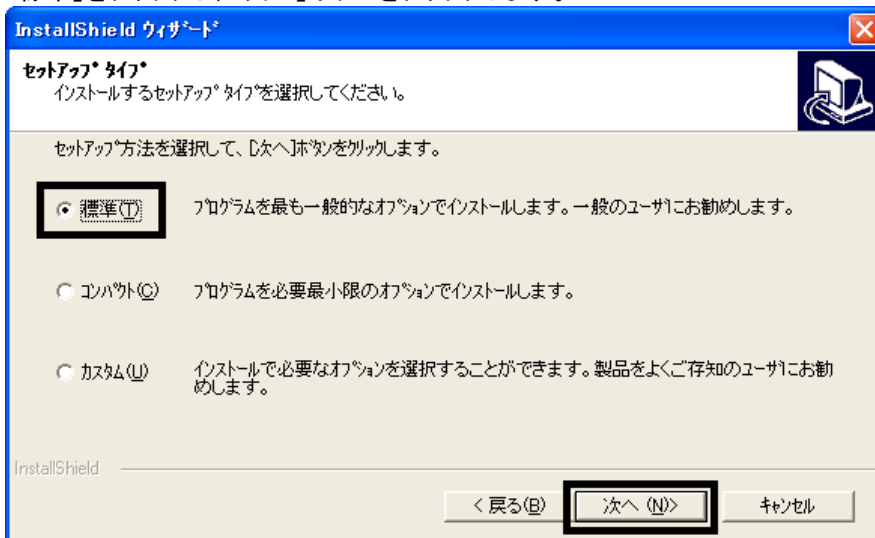 InstallShield ウィザード
セットアップ タイプ
インストールするセットアップ タイプを選択してください。
セットアップ方法を選択して、[次へ]ボタンをクリックします。
標準(T)
プログラムを最も一般的なオプションでインストールします。一般のユーザにお勧めします。
コンパクト(C)
プログラムを必要最小限のオプションでインストールします。
カスタム(U)
インストールで必要なオプションを選択することができます。製品をよくご存知のユーザにお勧
めします。
InstallShield
< 戻る(B)
次へ (N)>
キャンセル